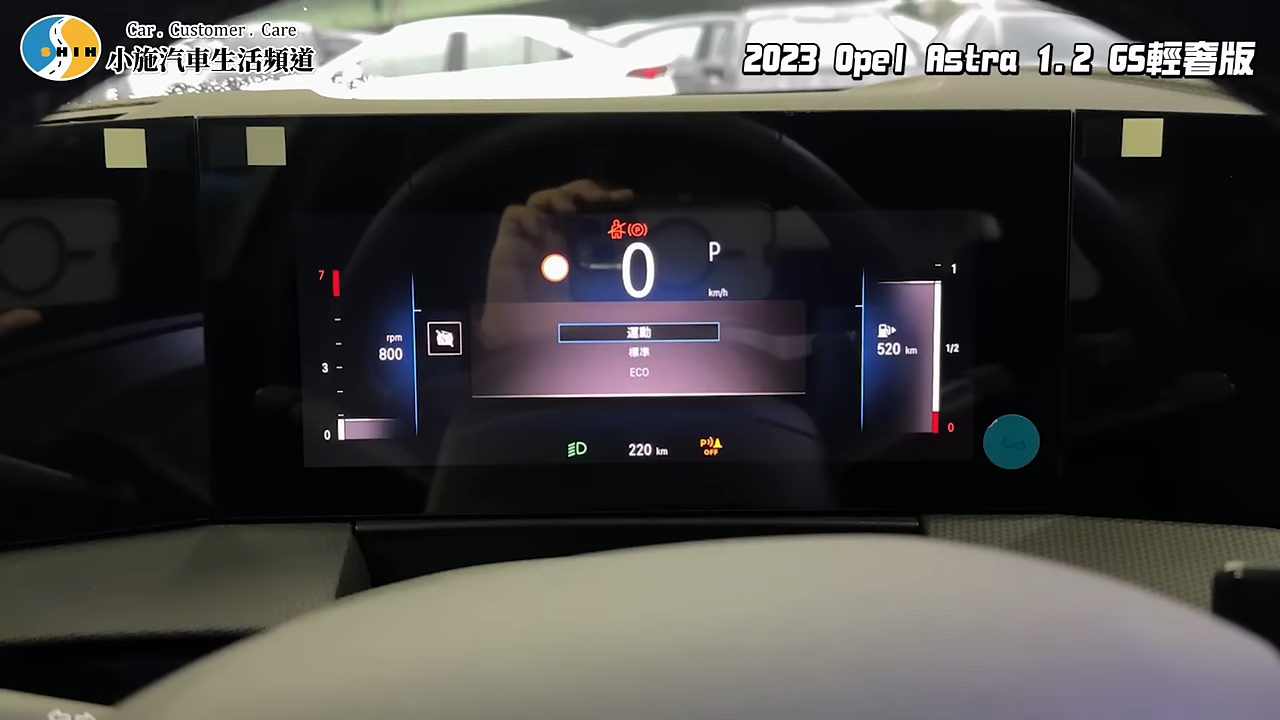 Car. Customer. Care
SHIH
小施汽車生活頻道
2023 Opel Astra 1.2 GS輕奢版
P
0
km/h
7
1
rpm
800
運動
520 km
1/2
標準
3
ECO
0
0
220 km
P
OFF